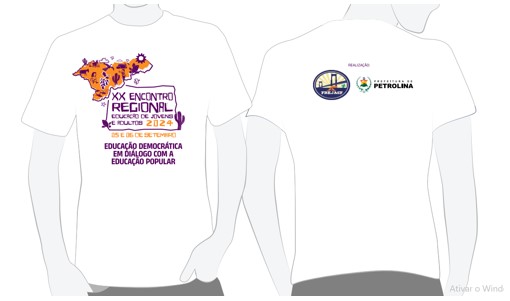 XX ENCONTRO
REGIONAL
EDUCAÇÃO DE JOVENS
E ADULTOS 2024
05 E 06 DE SETEMBRO
EDUCAÇÃO DEMOCRÁTICA
EM DIÁLOGO COM A
EDUCAÇÃO POPULAR
REALIZAÇÃO
PREFEITURA DE
PETROLINA
Ativar o Wind